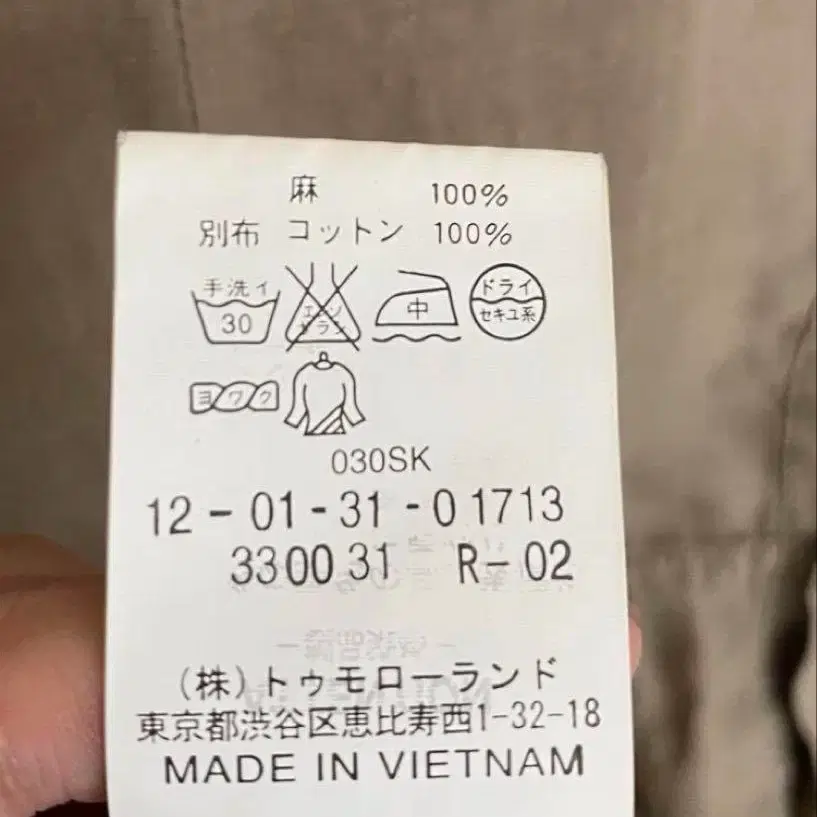 麻 100%
別布 コットン 100%
手洗イ
30
エンソ
サラシ
中
ドライ
セキユ系
ヨワク
030SK
12-01-31-01713
330031 R-02
(株)トゥモローランド
東京都渋谷区恵比寿西1-32-18
MADE IN VIETNAM